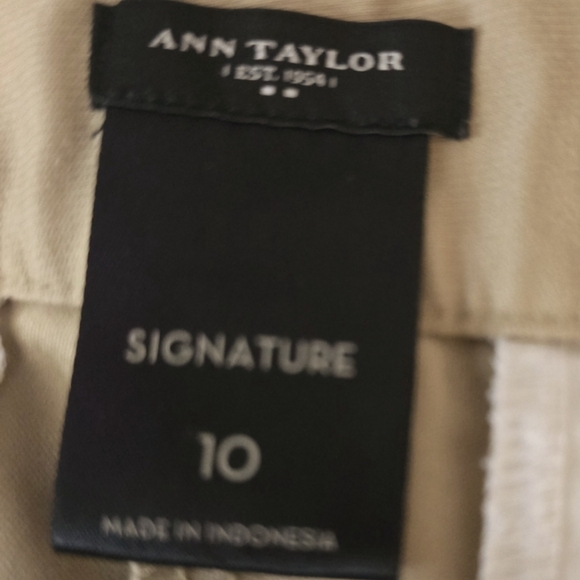 ANN TAYLOR
EST. 1954
SIGNATURE
10
MADE IN INDONESIA